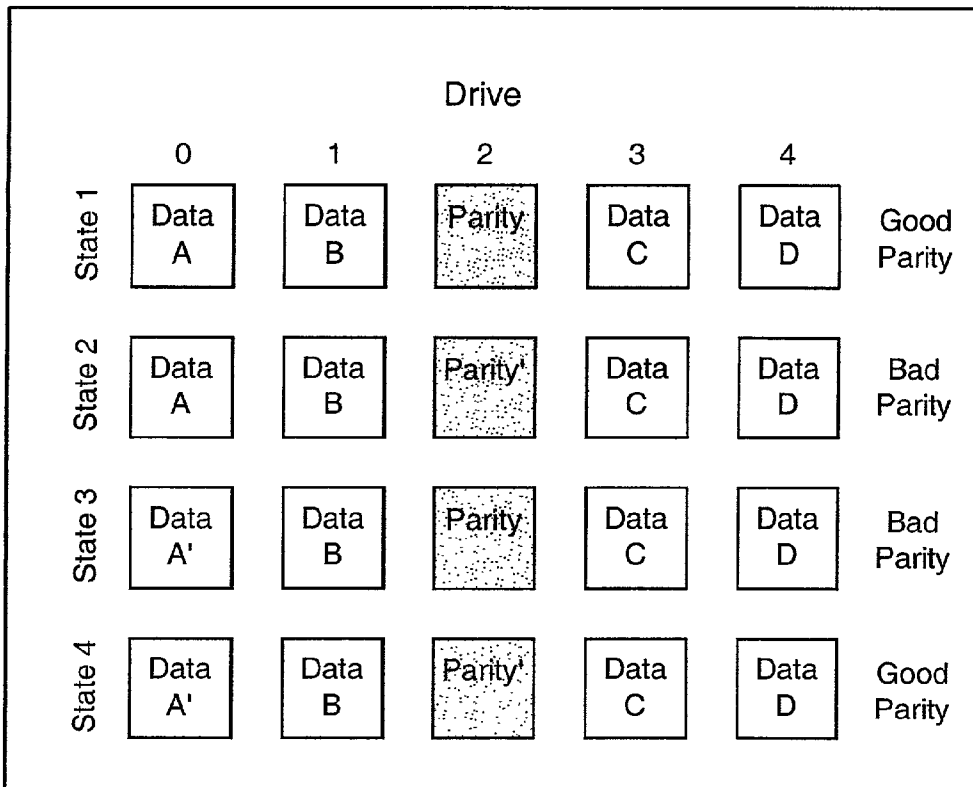 Drive
0 1 2 3 4
State 1
Data A
Data B
Parity
Data C
Data D
Good Parity
State 2
Data A
Data B
Parity'
Data C
Data D
Bad Parity
State 3
Data A'
Data B
Parity
Data C
Data D
Bad Parity
State 4
Data A'
Data B
Parity'
Data C
Data D
Good Parity